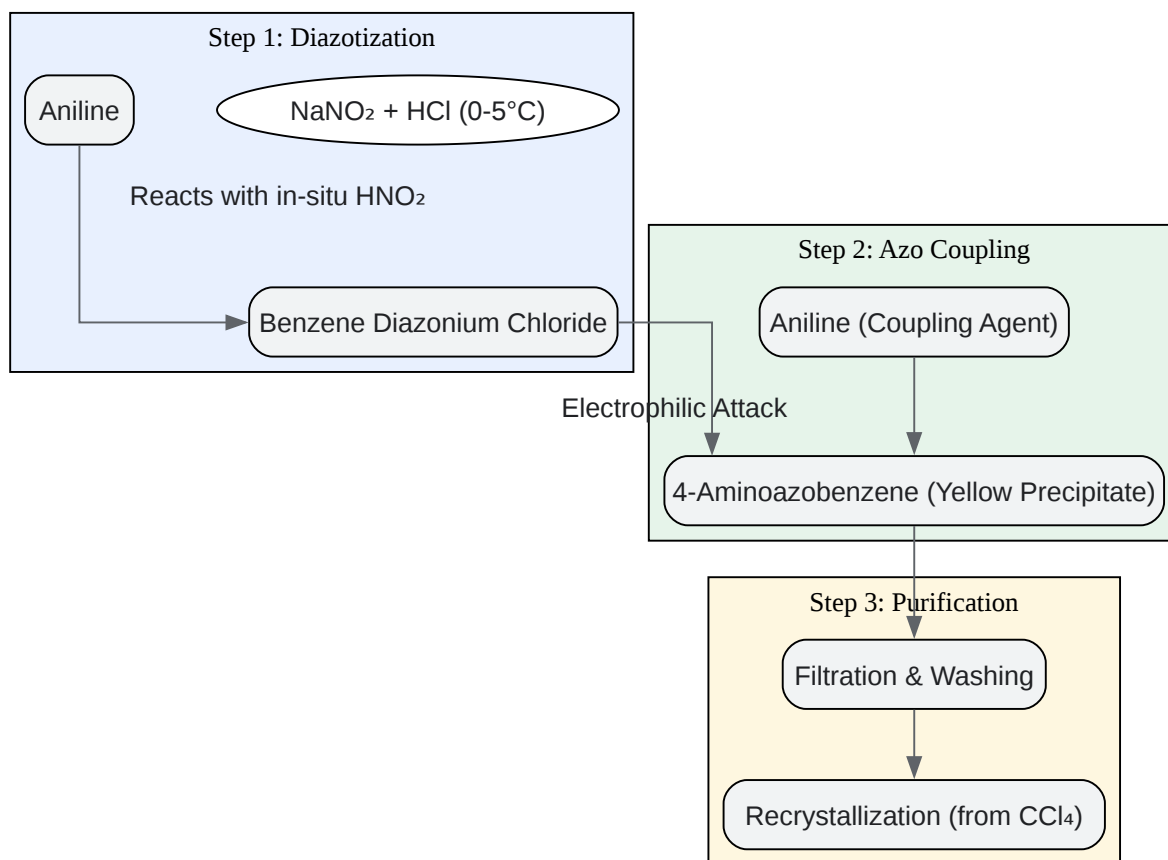 Step 1: Diazotization
Aniline
NaNO₂ + HCl (0-5°C)
Reacts with in-situ HNO₂
Benzene Diazonium Chloride
Step 2: Azo Coupling
Aniline (Coupling Agent)
Electrophilic Attack
4-Aminoazobenzene (Yellow Precipitate)
Step 3: Purification
Filtration & Washing
Recrystallization (from CCl₄)